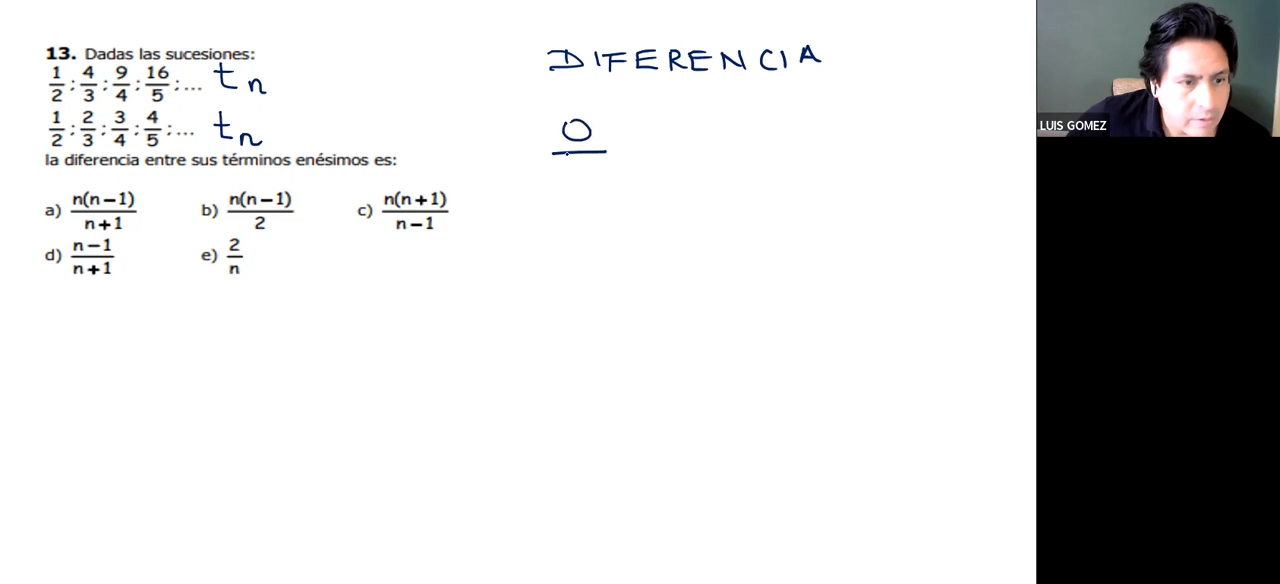 13. Dadas las sucesiones:
1/2 ; 4/3 ; 9/4 ; 16/5 ; ... tn
1/2 ; 2/3 ; 3/4 ; 4/5 ; ... tn
la diferencia entre sus términos enésimos es:
a) n(n−1)/n+1 b) n(n−1)/2 c) n(n+1)/n−1
d) n−1/n+1 e) 2/n
DIFERENCIA
0
LUIS GOMEZ